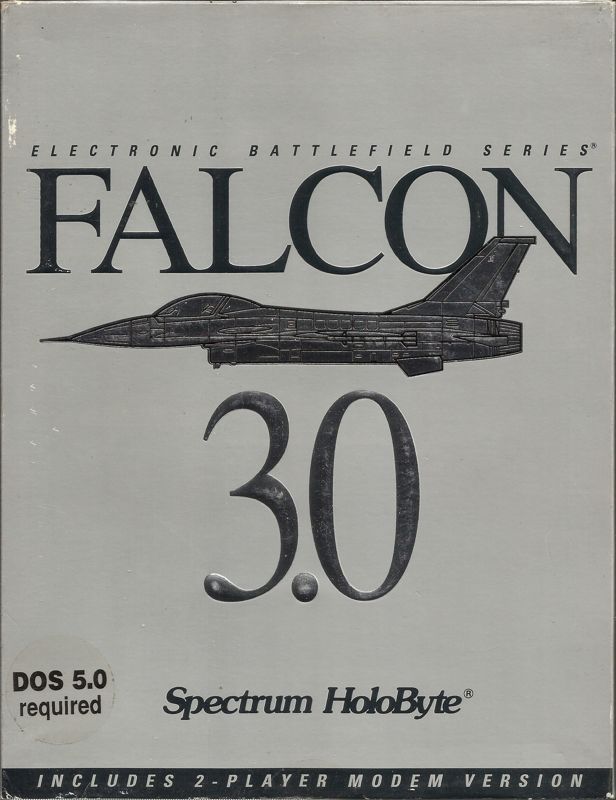 ELECTRONIC BATTLEFIELD SERIES®
FALCON
3.0
DOS 5.0
required
Spectrum HoloByte®
INCLUDES 2-PLAYER MODEM VERSION